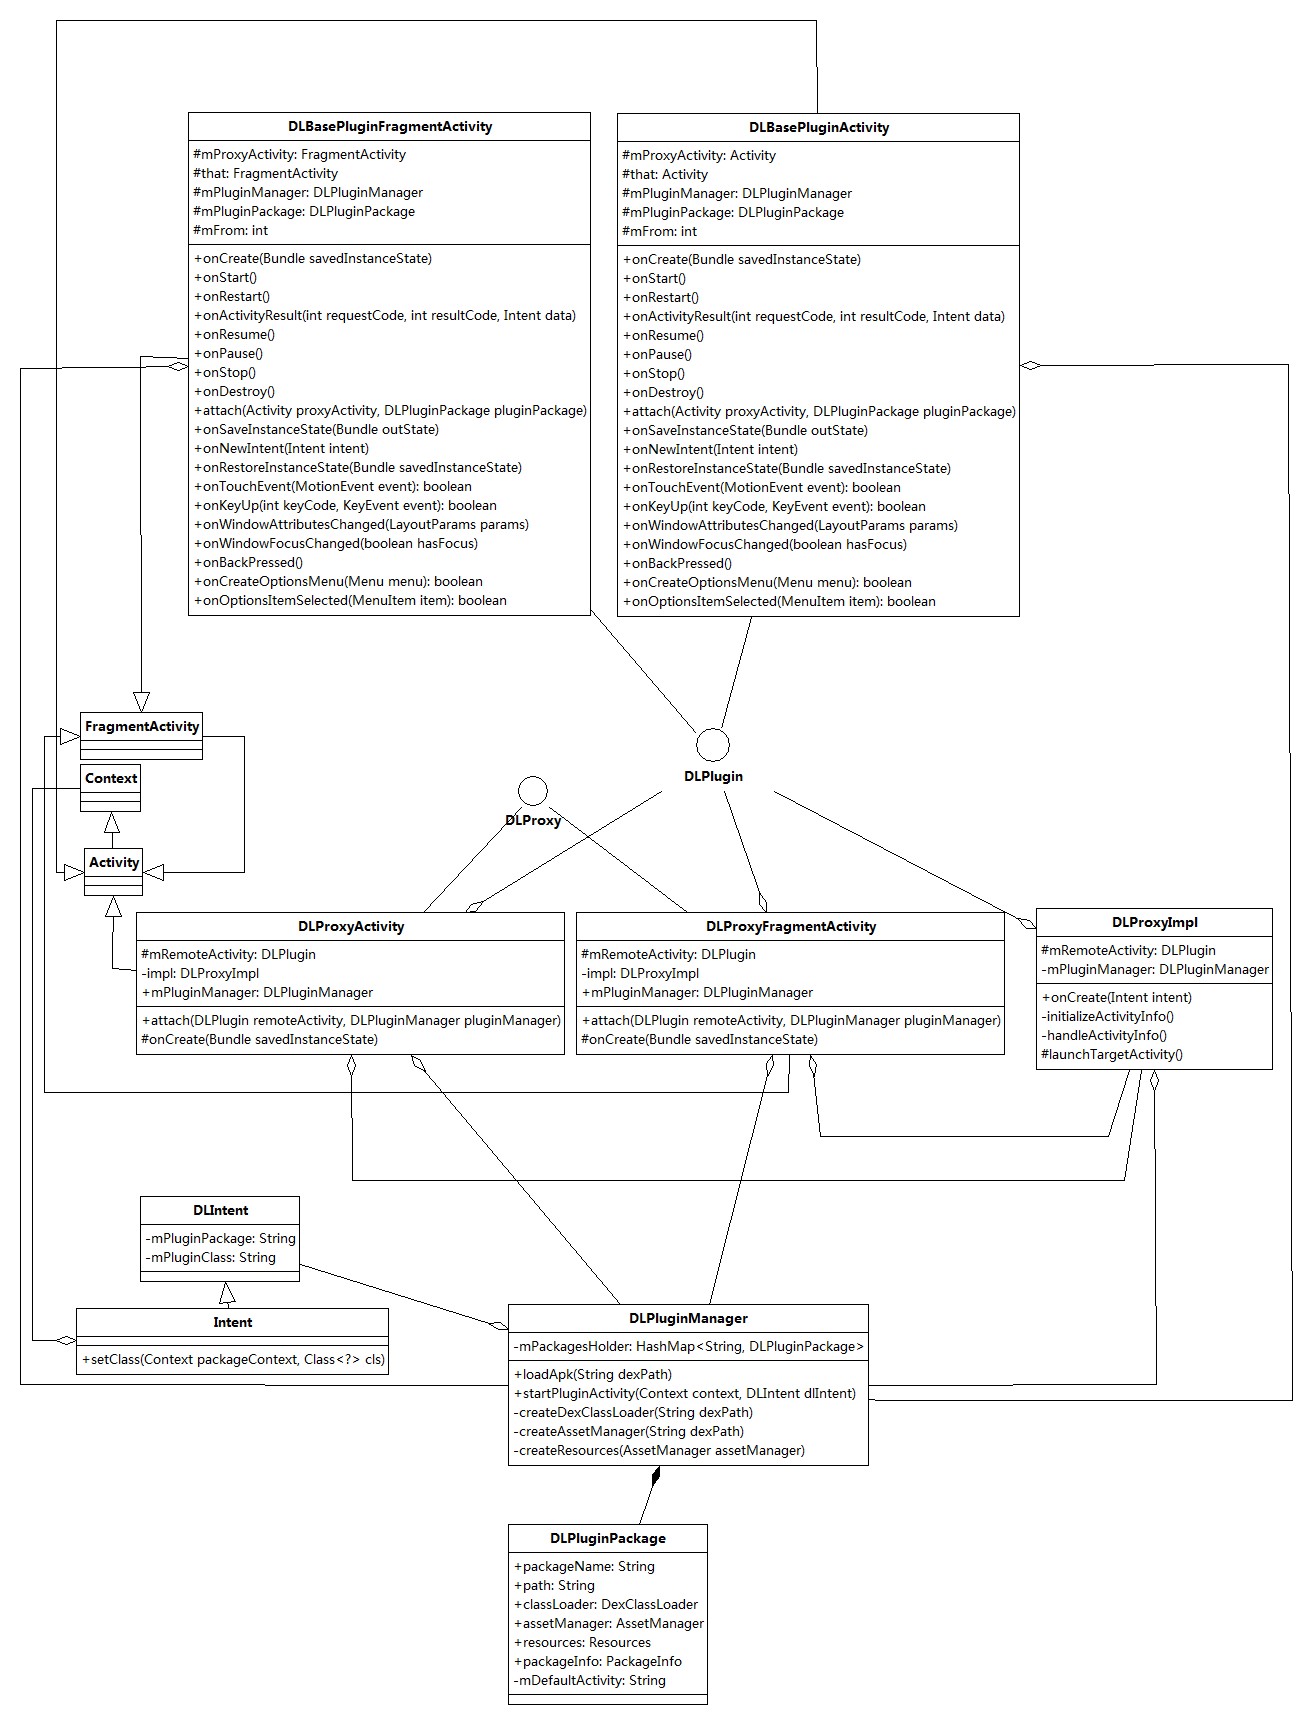 DLBasePluginFragmentActivity
#mProxyActivity: FragmentActivity
#that: FragmentActivity
#mPluginManager: DLPluginManager
#mPluginPackage: DLPluginPackage
#mFrom: int
+onCreate(Bundle savedInstanceState)
+onStart()
+onRestart()
+onActivityResult(int requestCode, int resultCode, Intent data)
+onResume()
+onPause()
+onStop()
+onDestroy()
+attach(Activity proxyActivity, DLPluginPackage pluginPackage)
+onSaveInstanceState(Bundle outState)
+onNewIntent(Intent intent)
+onRestoreInstanceState(Bundle savedInstanceState)
+onTouchEvent(MotionEvent event): boolean
+onKeyUp(int keyCode, KeyEvent event): boolean
+onWindowAttributesChanged(LayoutParams params)
+onWindowFocusChanged(boolean hasFocus)
+onBackPressed()
+onCreateOptionsMenu(Menu menu): boolean
+onOptionsItemSelected(MenuItem item): boolean
DLBasePluginActivity
#mProxyActivity: Activity
#that: Activity
#mPluginManager: DLPluginManager
#mPluginPackage: DLPluginPackage
#mFrom: int
+onCreate(Bundle savedInstanceState)
+onStart()
+onRestart()
+onActivityResult(int requestCode, int resultCode, Intent data)
+onResume()
+onPause()
+onStop()
+onDestroy()
+attach(Activity proxyActivity, DLPluginPackage pluginPackage)
+onSaveInstanceState(Bundle outState)
+onNewIntent(Intent intent)
+onRestoreInstanceState(Bundle savedInstanceState)
+onTouchEvent(MotionEvent event): boolean
+onKeyUp(int keyCode, KeyEvent event): boolean
+onWindowAttributesChanged(LayoutParams params)
+onWindowFocusChanged(boolean hasFocus)
+onBackPressed()
+onCreateOptionsMenu(Menu menu): boolean
+onOptionsItemSelected(MenuItem item): boolean
FragmentActivity
Context
Activity
DLPlugin
DLProxy
DLProxyActivity
#mRemoteActivity: DLPlugin
-impl: DLProxyImpl
+mPluginManager: DLPluginManager
+attach(DLPlugin remoteActivity, DLPluginManager pluginManager)
#onCreate(Bundle savedInstanceState)
DLProxyFragmentActivity
#mRemoteActivity: DLPlugin
-impl: DLProxyImpl
+mPluginManager: DLPluginManager
+attach(DLPlugin remoteActivity, DLPluginManager pluginManager)
#onCreate(Bundle savedInstanceState)
DLProxyImpl
#mRemoteActivity: DLPlugin
-mPluginManager: DLPluginManager
+onCreate(Intent intent)
-initializeActivityInfo()
-handleActivityInfo()
#launchTargetActivity()
DLIntent
-mPluginPackage: String
-mPluginClass: String
Intent
+setClass(Context packageContext, Class<?> cls)
DLPluginManager
-mPackagesHolder: HashMap<String, DLPluginPackage>
+loadApk(String dexPath)
+startPluginActivity(Context context, DLIntent dlIntent)
-createDexClassLoader(String dexPath)
-createAssetManager(String dexPath)
-createResources(AssetManager assetManager)
DLPluginPackage
+packageName: String
+path: String
+classLoader: DexClassLoader
+assetManager: AssetManager
+resources: Resources
+packageInfo: PackageInfo
-mDefaultActivity: String